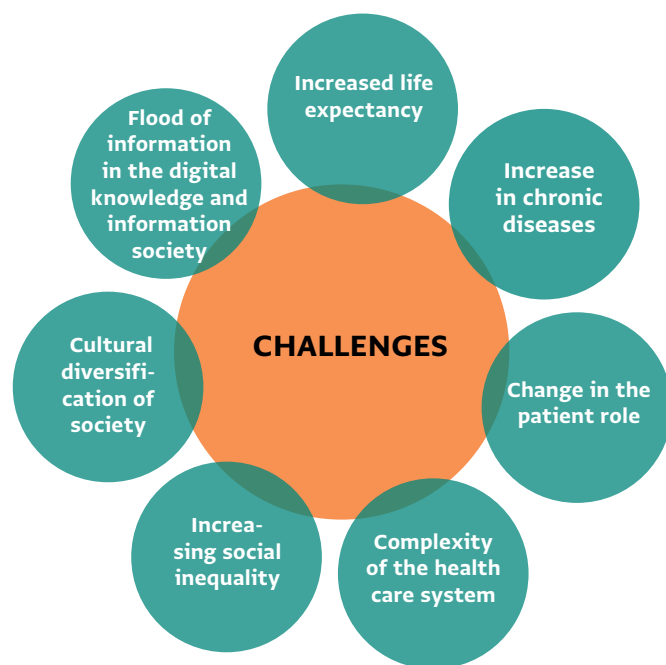 Increased life
expectancy
Increase
in chronic
diseases
Change in the
patient role
Complexity
of the health
care system
Increa-
sing social
inequality
Cultural
diversifi-
cation of
society
Flood of
information
in the digital
knowledge and
information
society
CHALLENGES